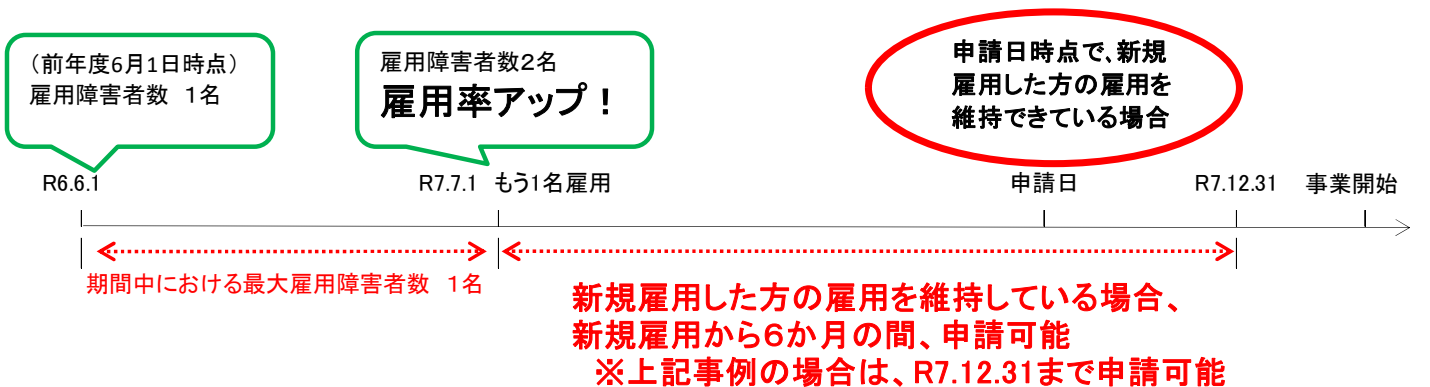 （前年度6月1日時点）
雇用障害者数　１名
雇用障害者数２名
雇用率アップ！
申請日時点で、新規
雇用した方の雇用を
維持できている場合
R6.6.1
R7.7.1　もう1名雇用
申請日
R7.12.31
事業開始
期間中における最大雇用障害者数　１名
新規雇用した方の雇用を維持している場合、
新規雇用から６か月の間、申請可能
※上記事例の場合は、R7.12.31まで申請可能